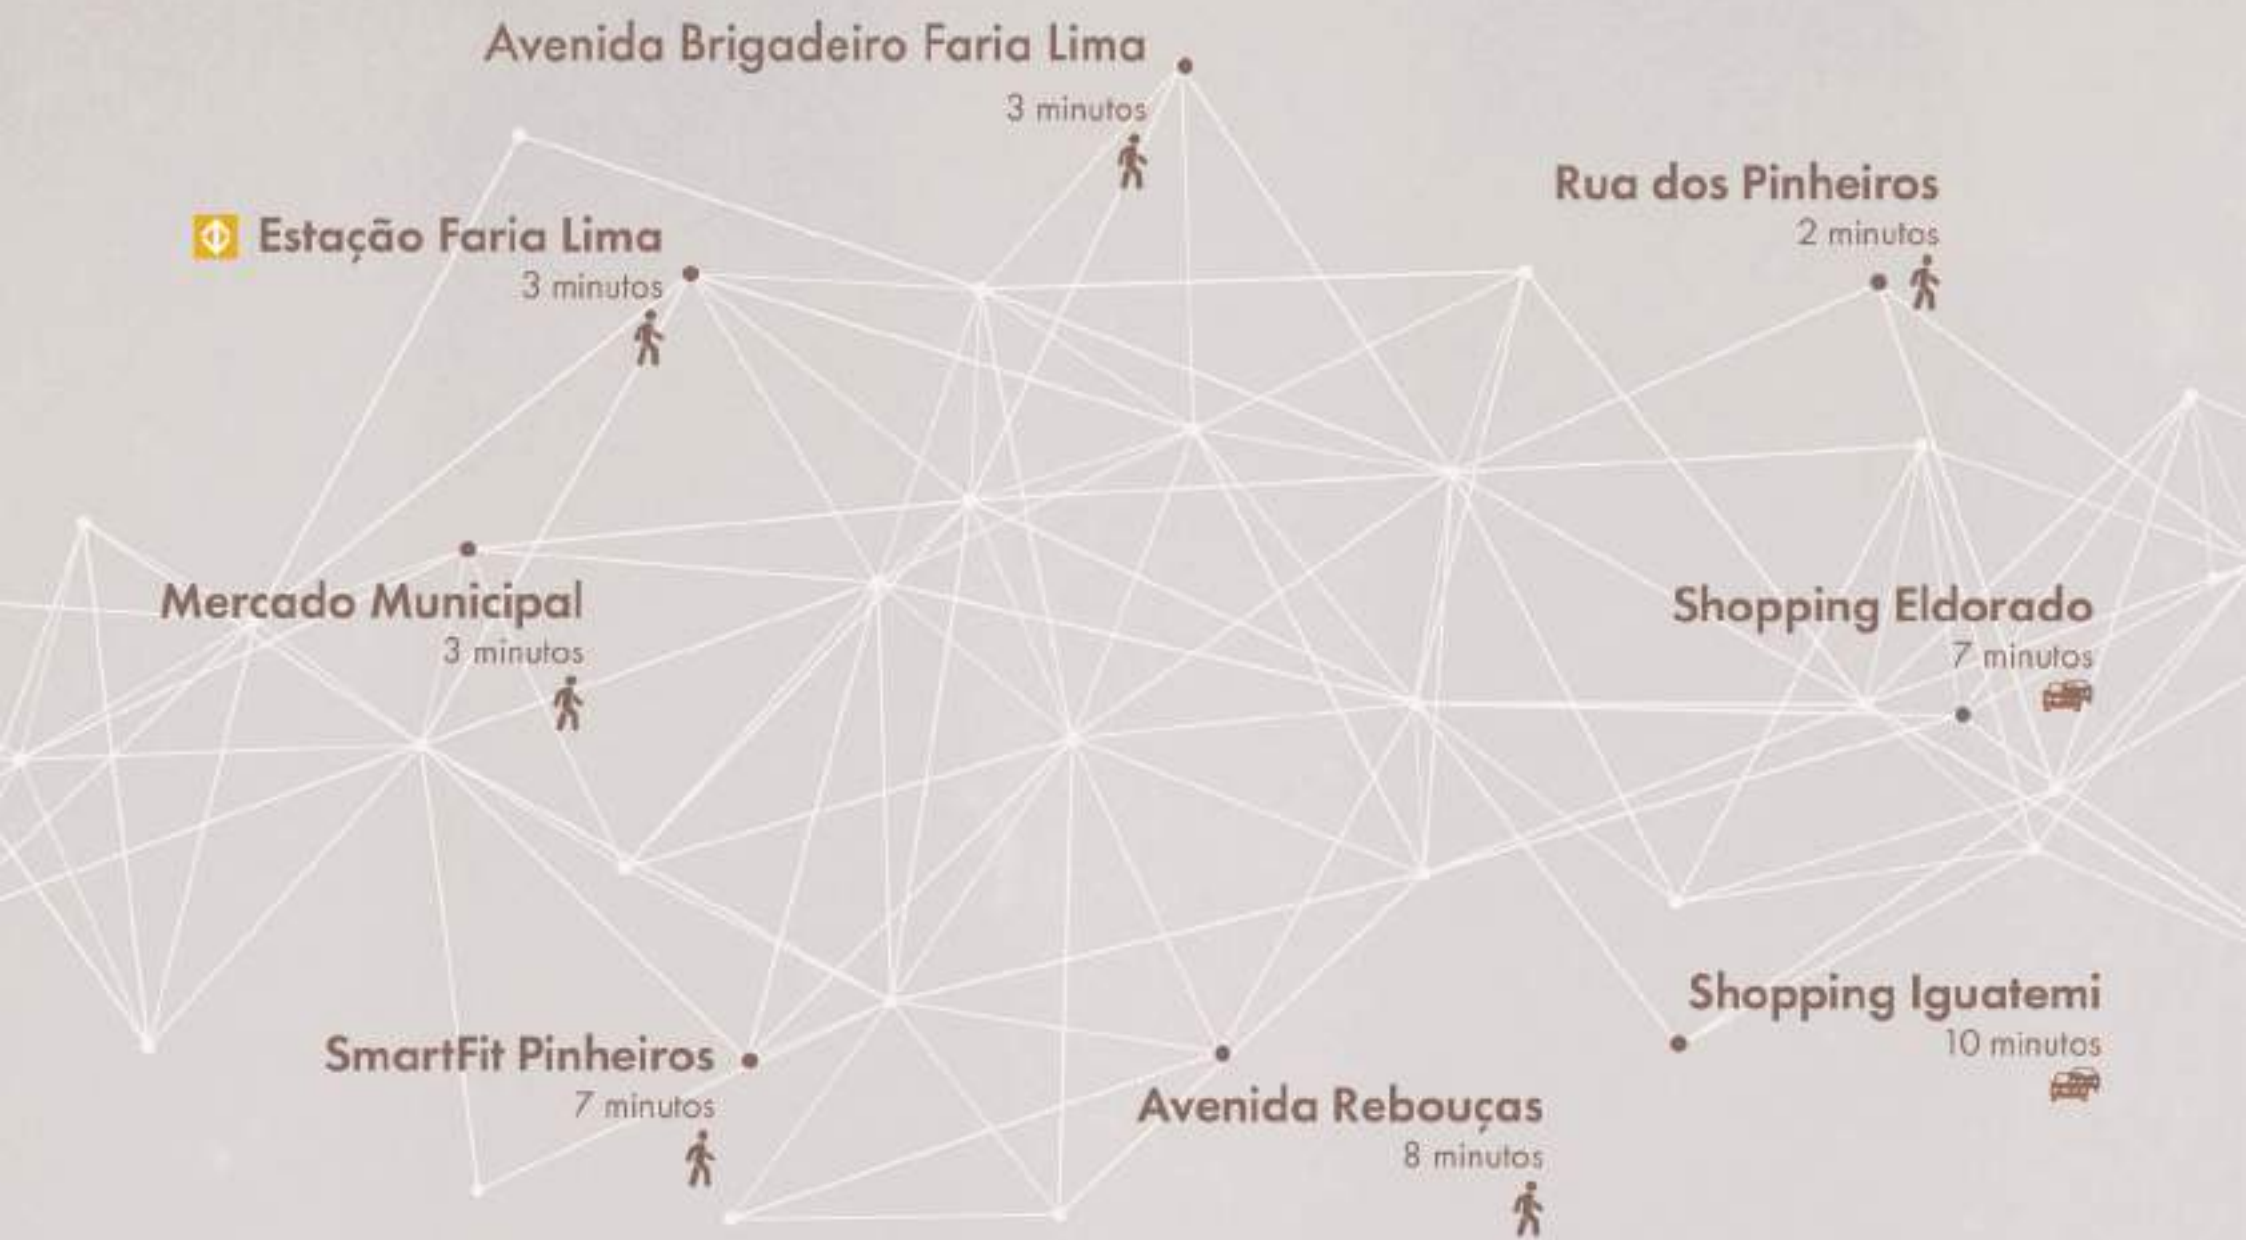 Avenida Brigadeiro Faria Lima
3 minutos
Rua dos Pinheiros
2 minutos
Estação Faria Lima
3 minutos
Mercado Municipal
3 minutos
Shopping Eldorado
7 minutos
Shopping Iguatemi
10 minutos
SmartFit Pinheiros
7 minutos
Avenida Rebouças
8 minutos